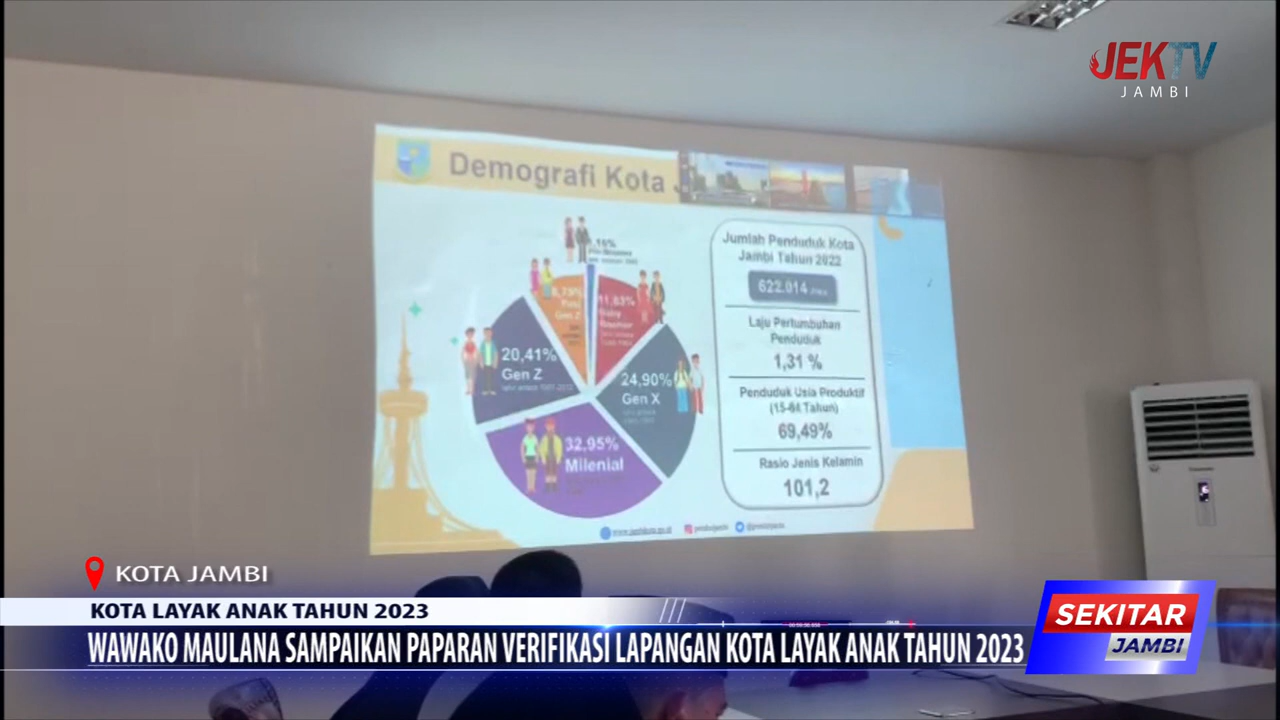 JEKTV
JAMBI
Demografi Kota
Jumlah Penduduk Kota
Jambi Tahun 2022
622.014
Laju Pertumbuhan
Penduduk
1,31 %
Penduduk Usia Produktif
(15-64 Tahun)
69,49%
Rasio Jenis Kelamin
101,2
11,63%
20,41%
Gen Z
24,90%
Gen X
32,95%
Milenial
KOTA JAMBI
KOTA LAYAK ANAK TAHUN 2023
WAWAKO MAULANA SAMPAIKAN PAPARAN VERIFIKASI LAPANGAN KOTA LAYAK ANAK TAHUN 2023
SEKITAR
JAMBI